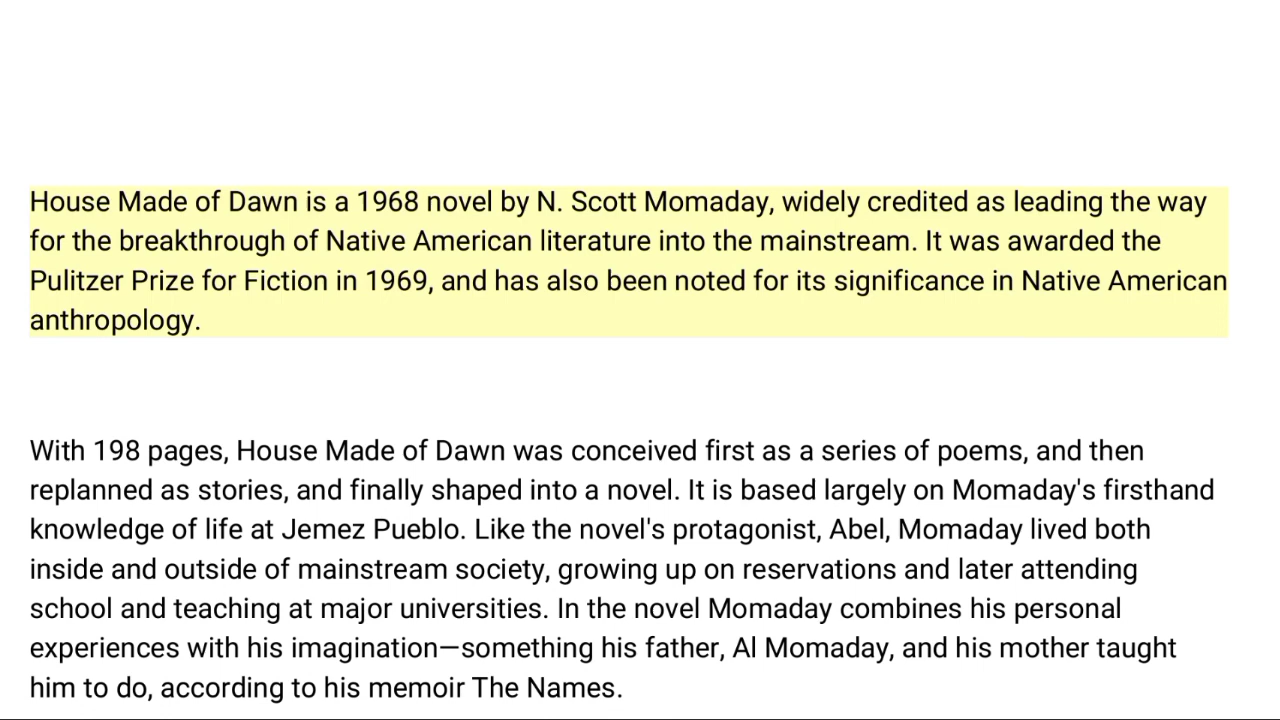 House Made of Dawn is a 1968 novel by N. Scott Momaday, widely credited as leading the way
for the breakthrough of Native American literature into the mainstream. It was awarded the
Pulitzer Prize for Fiction in 1969, and has also been noted for its significance in Native American
anthropology.
With 198 pages, House Made of Dawn was conceived first as a series of poems, and then
replanned as stories, and finally shaped into a novel. It is based largely on Momaday's firsthand
knowledge of life at Jemez Pueblo. Like the novel's protagonist, Abel, Momaday lived both
inside and outside of mainstream society, growing up on reservations and later attending
school and teaching at major universities. In the novel Momaday combines his personal
experiences with his imagination—something his father, Al Momaday, and his mother taught
him to do, according to his memoir The Names.